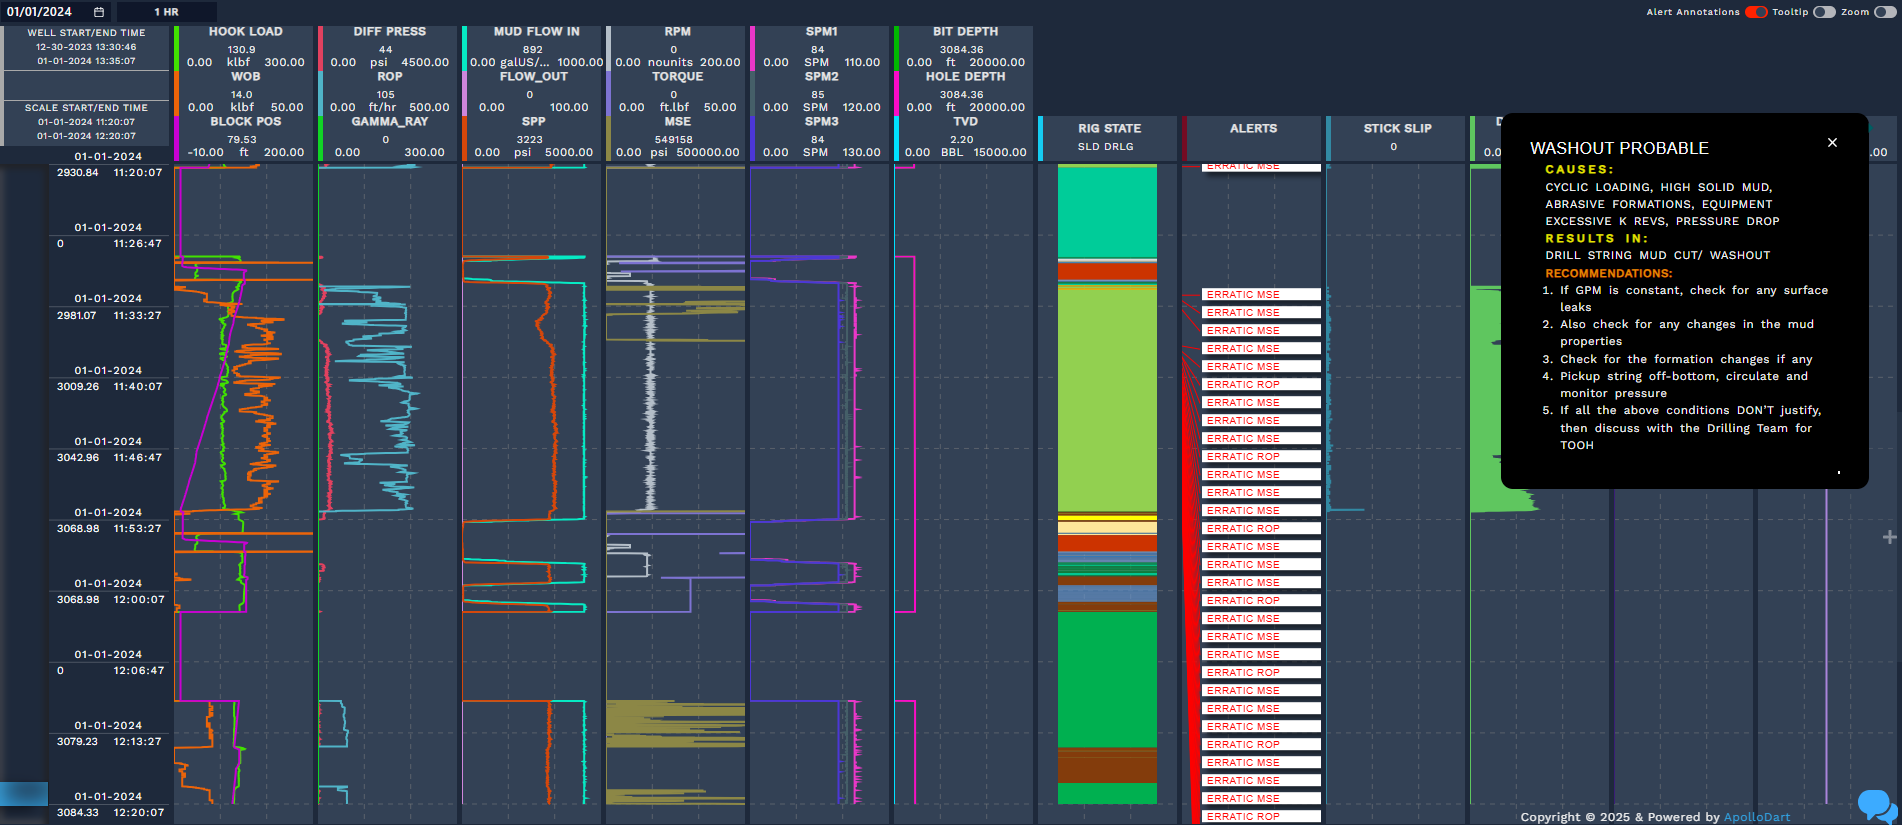 01/01/2024
1 HR
Alert Annotations
Tooltip
Zoom
WELL START/END TIME
12-30-2023 13:30:46
01-01-2024 13:35:07
SCALE START/END TIME
01-01-2024 11:20:07
01-01-2024 12:20:07
HOOK LOAD
130.9
0.00 klbf 300.00
WOB
14.0
0.00 klbf 50.00
BLOCK POS
79.53
-10.00 ft 200.00
DIFF PRESS
44
0.00 psi 4500.00
ROP
105
0.00 ft/hr 500.00
GAMMA_RAY
0
0.00 300.00
MUD FLOW IN
892
0.00 galUS/... 1000.00
FLOW_OUT
0
0.00 100.00
SPP
3223
0.00 psi 5000.00
RPM
0
0.00 nounits 200.00
TORQUE
0
0.00 ft.lbf 50.00
MSE
549158
0.00 psi 500000.00
SPM1
84
0.00 SPM 110.00
SPM2
85
0.00 SPM 120.00
SPM3
84
0.00 SPM 130.00
BIT DEPTH
3084.36
0.00 ft 20000.00
HOLE DEPTH
3084.36
0.00 ft 20000.00
TVD
2.20
0.00 BBL 15000.00
RIG STATE
SLD DRLG
ALERTS
STICK SLIP
0
01-01-2024
2930.84 11:20:07
01-01-2024
0 11:26:47
01-01-2024
2981.07 11:33:27
01-01-2024
3009.26 11:40:07
01-01-2024
3042.96 11:46:47
01-01-2024
3068.98 11:53:27
01-01-2024
3068.98 12:00:07
01-01-2024
0 12:06:47
01-01-2024
3079.23 12:13:27
01-01-2024
3084.33 12:20:07
ERRATIC MSE
ERRATIC MSE
ERRATIC MSE
ERRATIC MSE
ERRATIC MSE
ERRATIC MSE
ERRATIC ROP
ERRATIC MSE
ERRATIC MSE
ERRATIC MSE
ERRATIC ROP
ERRATIC MSE
ERRATIC MSE
ERRATIC MSE
ERRATIC ROP
ERRATIC MSE
ERRATIC MSE
ERRATIC MSE
ERRATIC ROP
ERRATIC MSE
ERRATIC MSE
ERRATIC MSE
ERRATIC ROP
ERRATIC MSE
ERRATIC MSE
ERRATIC MSE
ERRATIC ROP
ERRATIC MSE
ERRATIC MSE
ERRATIC MSE
ERRATIC ROP
WASHOUT PROBABLE
CAUSES:
CYCLIC LOADING, HIGH SOLID MUD,
ABRASIVE FORMATIONS, EQUIPMENT
EXCESSIVE K REVS, PRESSURE DROP
RESULTS IN:
DRILL STRING MUD CUT/ WASHOUT
RECOMMENDATIONS:
1. If GPM is constant, check for any surface
leaks
2. Also check for any changes in the mud
properties
3. Check for the formation changes if any
4. Pickup string off-bottom, circulate and
monitor pressure
5. If all the above conditions DON'T justify,
then discuss with the Drilling Team for
TOOH
Copyright © 2025 & Powered by ApolloDart